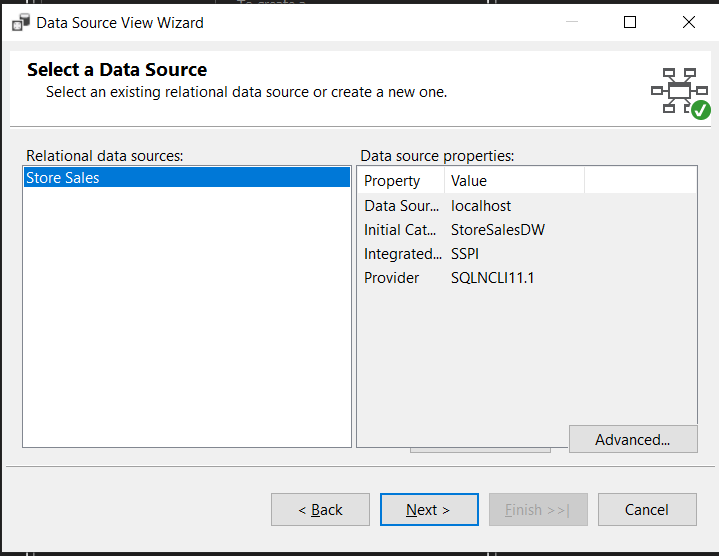 To create a
Data Source View Wizard
Select a Data Source
Select an existing relational data source or create a new one.
Relational data sources:
Data source properties:
Store Sales
Property Value
Data Sour... localhost
Initial Cat... StoreSalesDW
Integrated... SSPI
Provider SQLNCLI11.1
Advanced...
< Back
Next >
Finish >>|
Cancel